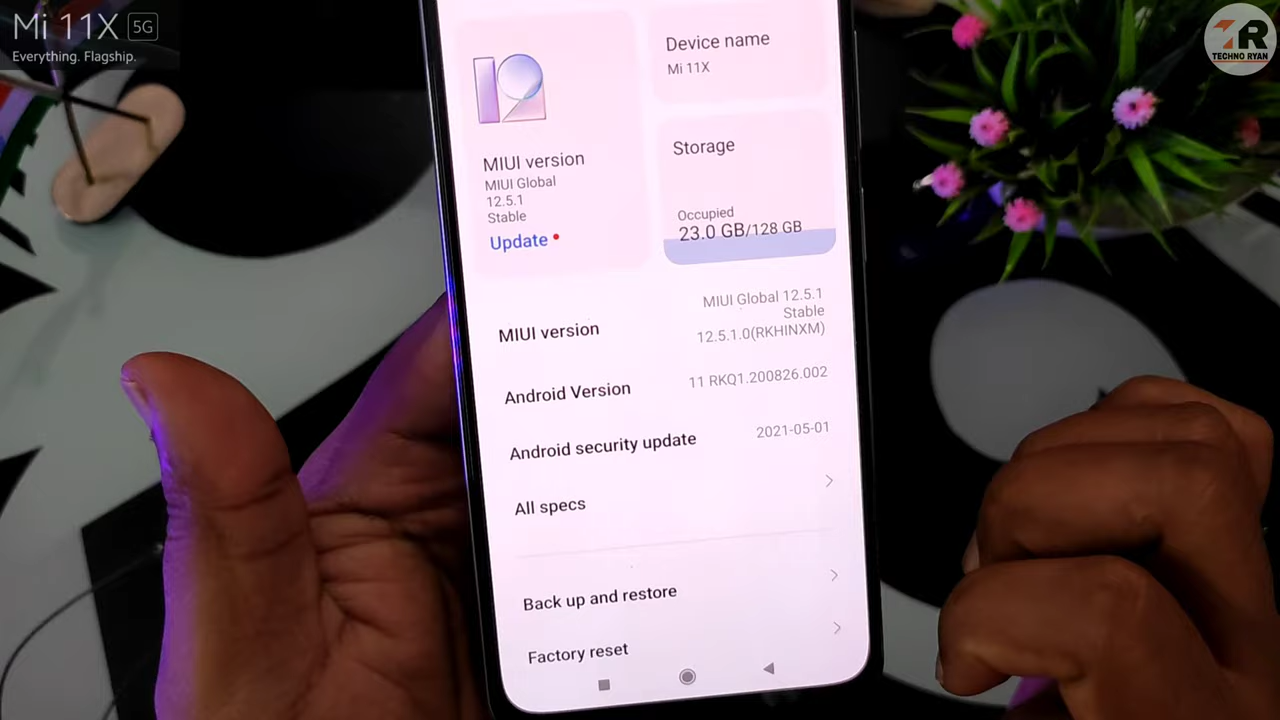 Mi 11X 5G
Everything. Flagship.
TR
TECHNO RYAN
Device name
Mi 11X
MIUI version
MIUI Global
12.5.1
Stable
Update
Storage
Occupied
23.0 GB/128 GB
MIUI version
MIUI Global 12.5.1
Stable
12.5.1.0(RKHINXM)
Android Version
11 RKQ1.200826.002
Android security update
2021-05-01
All specs
Back up and restore
Factory reset